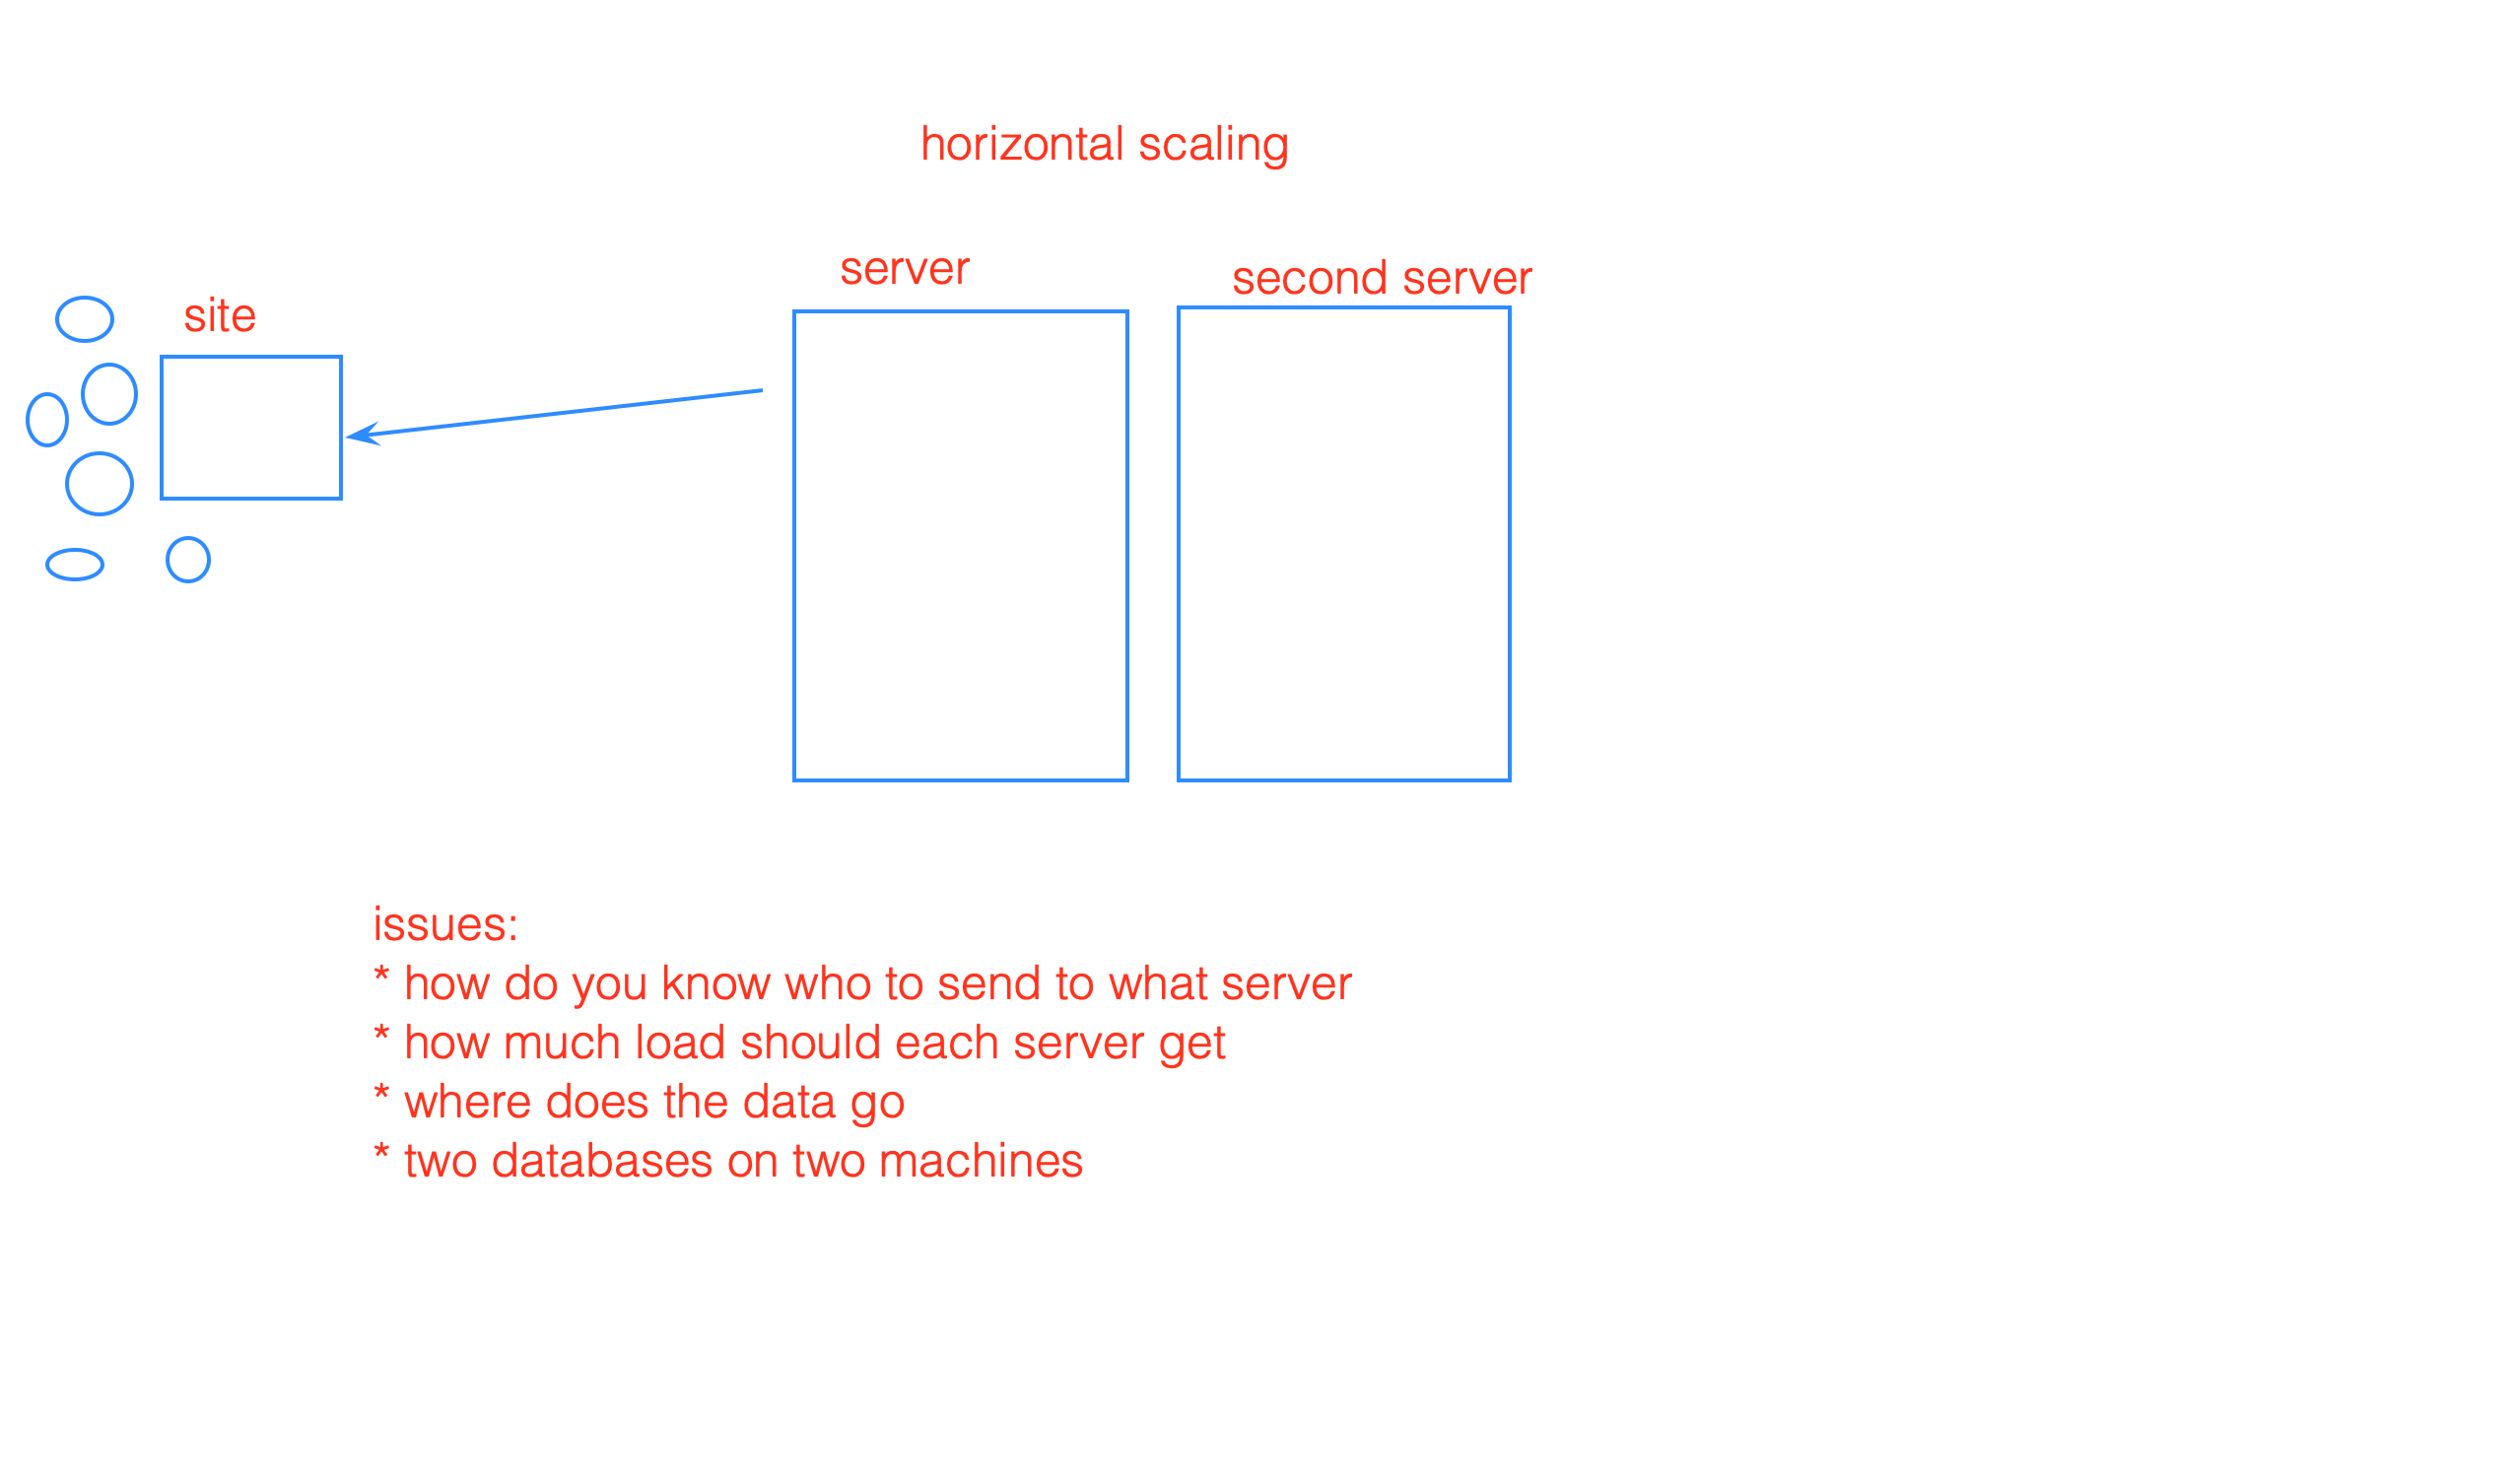 horizontal scaling
server
second server
site
issues:
* how do you know who to send to what server
* how much load should each server get
* where does the data go
* two databases on two machines